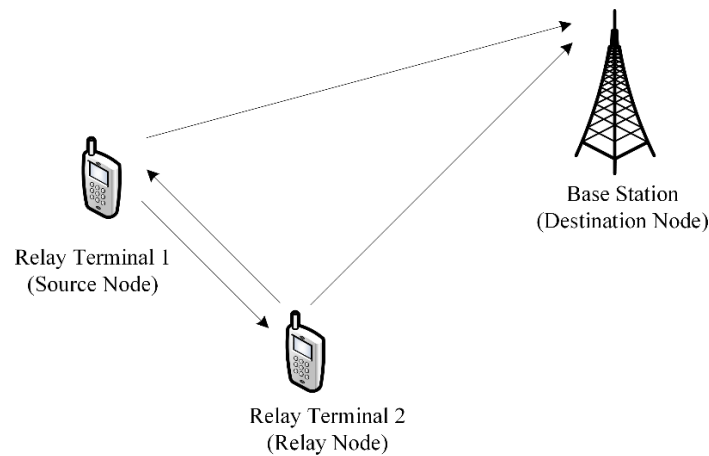 Base Station
(Destination Node)
Relay Terminal 1
(Source Node)
Relay Terminal 2
(Relay Node)